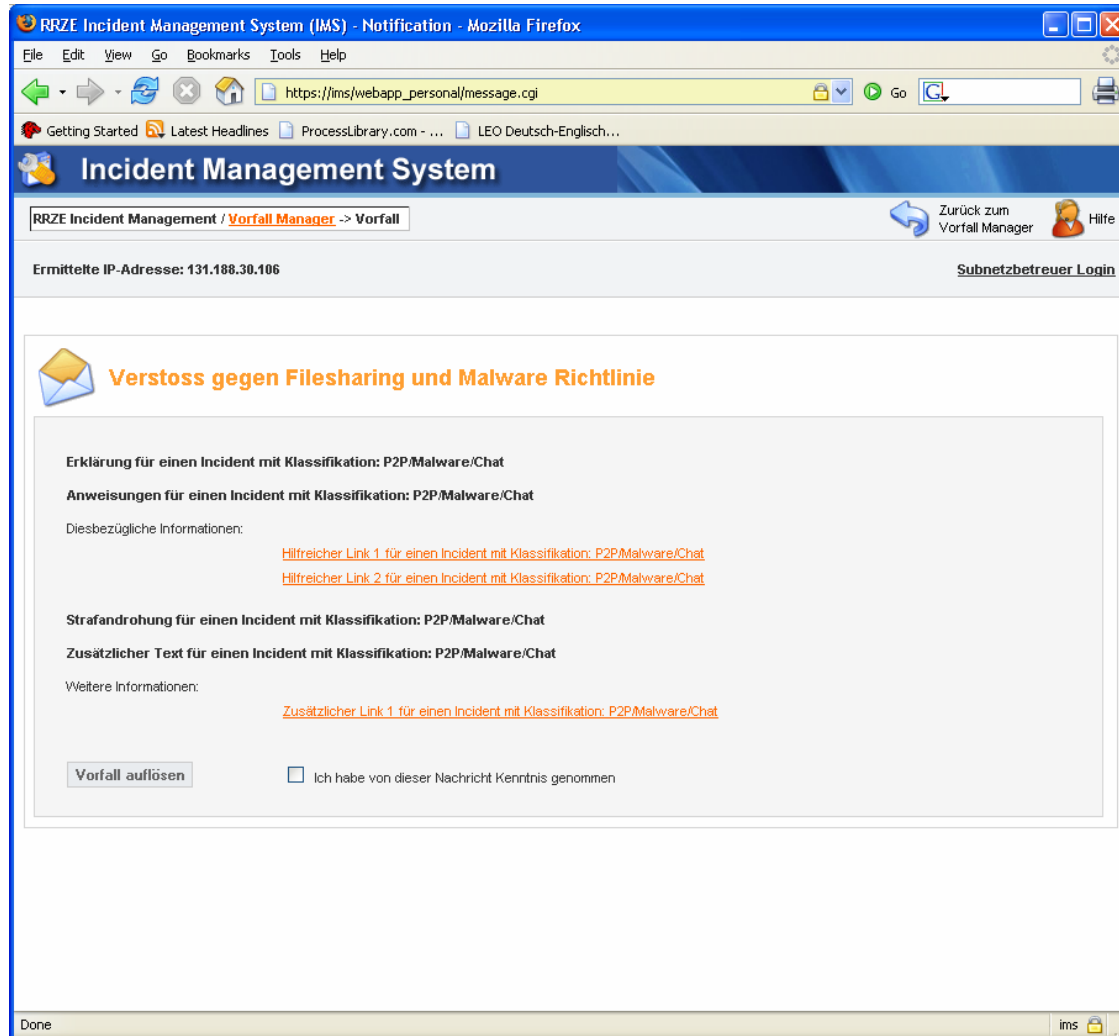 RRZE Incident Management System (IMS) - Notification - Mozilla Firefox
File Edit View Go Bookmarks Tools Help
https://ims/webapp_personal/message.cgi Go G
Getting Started Latest Headlines ProcessLibrary.com - ... LEO Deutsch-Englisch...
Incident Management System
RRZE Incident Management / Vorfall Manager -> Vorfall
Zurück zum
Vorfall Manager
Hilfe
Ermittelte IP-Adresse: 131.188.30.106 Subnetzbetreuer Login
Verstoss gegen Filesharing und Malware Richtlinie
Erklärung für einen Incident mit Klassifikation: P2P/Malware/Chat
Anweisungen für einen Incident mit Klassifikation: P2P/Malware/Chat
Diesbezügliche Informationen:
Hilfreicher Link 1 für einen Incident mit Klassifikation: P2P/Malware/Chat
Hilfreicher Link 2 für einen Incident mit Klassifikation: P2P/Malware/Chat
Strafandrohung für einen Incident mit Klassifikation: P2P/Malware/Chat
Zusätzlicher Text für einen Incident mit Klassifikation: P2P/Malware/Chat
Weitere Informationen:
Zusätzlicher Link 1 für einen Incident mit Klassifikation: P2P/Malware/Chat
Vorfall auflösen Ich habe von dieser Nachricht Kenntnis genommen
Done ims